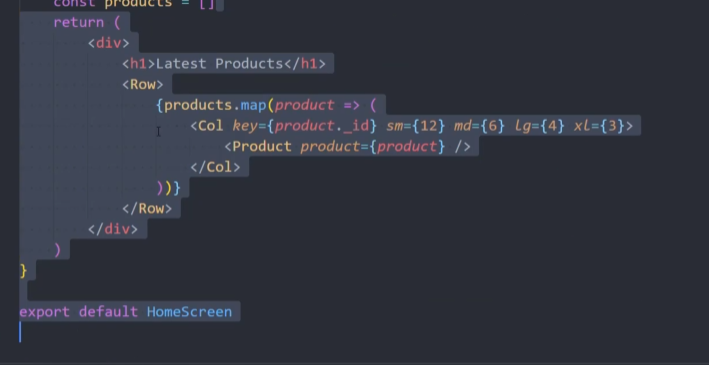 const products = []
return (
<div>
<h1>Latest Products</h1>
<Row>
{products.map(product => (
<Col key={product._id} sm={12} md={6} lg={4} xl={3}>
<Product product={product} />
</Col>
))}
</Row>
</div>
)
}
export default HomeScreen